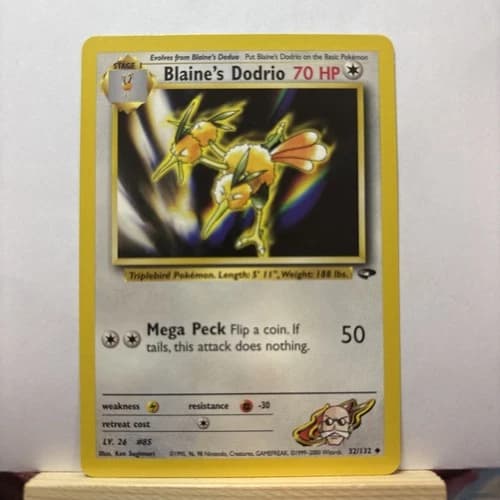 Evolves from Blaine's Doduo Put Blaine's Dodrio on the Basic Pokémon
STAGE 1
Blaine's Dodrio 70 HP
Triplebird Pokémon. Length: 5' 11", Weight: 188 lbs.
Mega Peck Flip a coin. If
tails, this attack does nothing.
50
weakness resistance -30
retreat cost
LV. 26 #85
Illus. Ken Sugimori ©1995, 96, 98 Nintendo, Creatures, GAMEFREAK. ©1999-2000 Wizards. 32/132